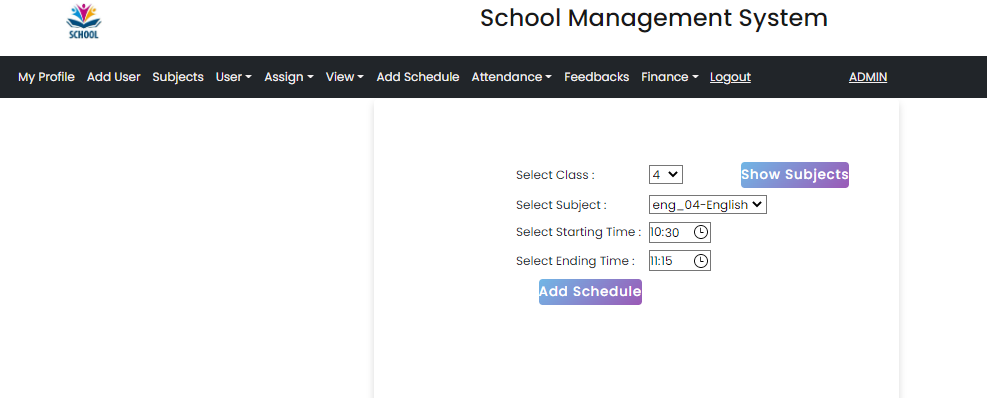 SCHOOL
School Management System
My Profile Add User Subjects User Assign View Add Schedule Attendance Feedbacks Finance Logout ADMIN
Select Class : 4 Show Subjects
Select Subject : eng_04-English
Select Starting Time : 10:30
Select Ending Time : 11:15
Add Schedule